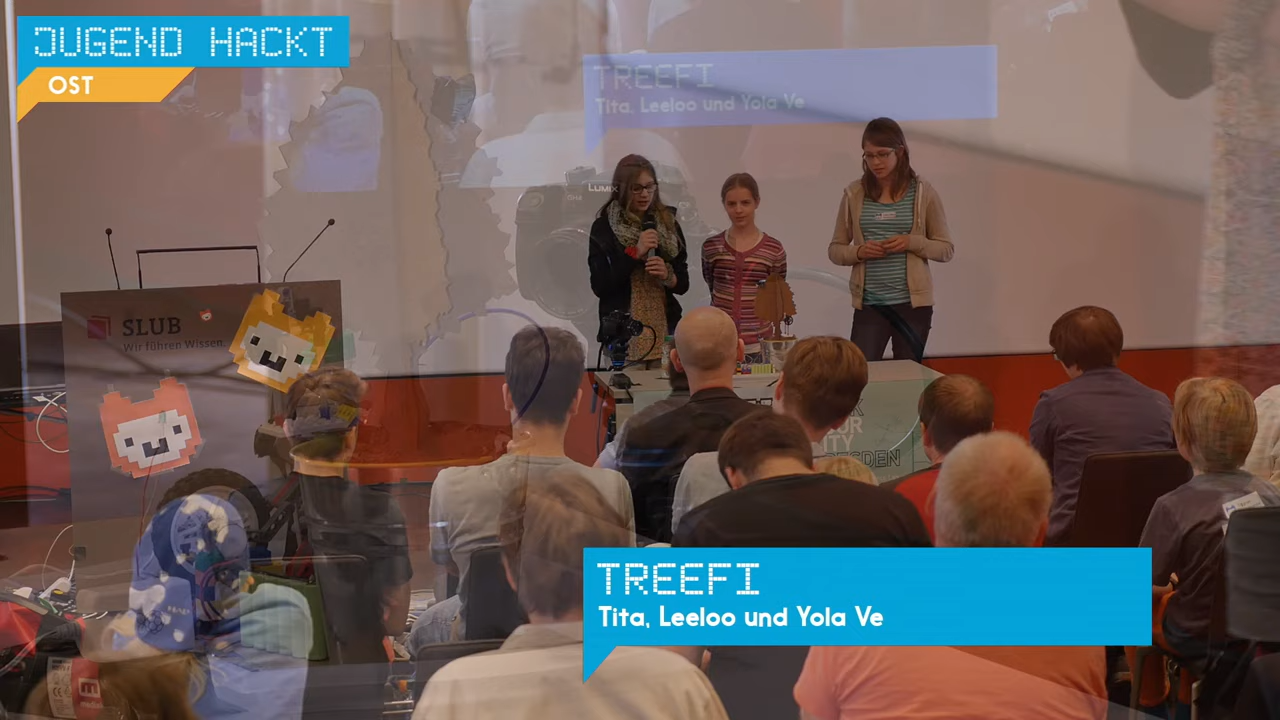 JUGEND HACKT
OST
TREEFI
Tita, Leeloo und Yola Ve
LUMIX
SLUB
Wir führen Wissen.
TREEFI
Tita, Leeloo und Yola Ve